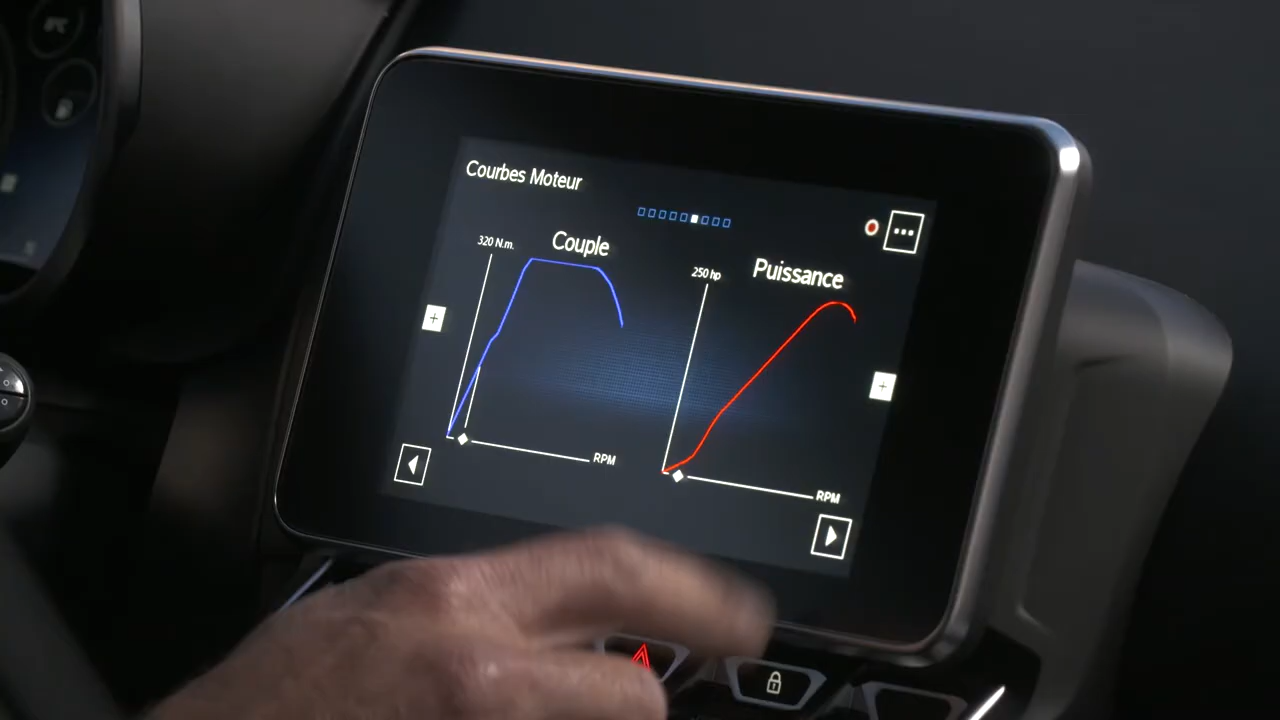 Courbes Moteur
320 N.m.
Couple
250 hp
Puissance
RPM
RPM